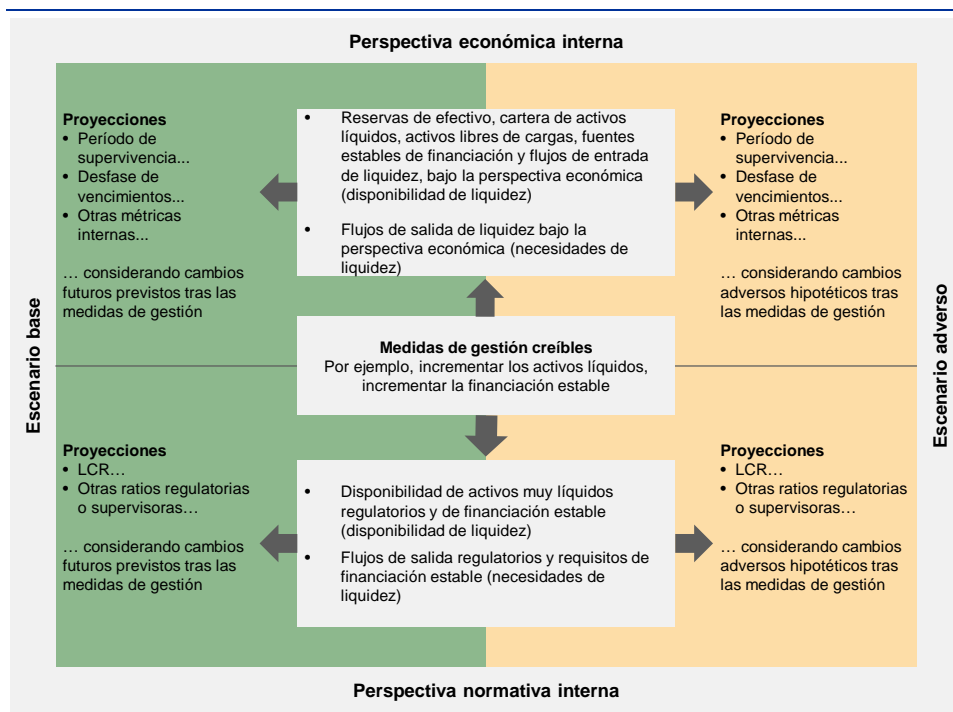 Perspectiva económica interna
Escenario base
Proyecciones
• Período de
supervivencia...
• Desfase de
vencimientos...
• Otras métricas
internas...
… considerando cambios
futuros previstos tras las
medidas de gestión
• Reservas de efectivo, cartera de activos
líquidos, activos libres de cargas, fuentes
estables de financiación y flujos de entrada
de liquidez, bajo la perspectiva económica
(disponibilidad de liquidez)
• Flujos de salida de liquidez bajo la
perspectiva económica (necesidades de
liquidez)
Proyecciones
• Período de
supervivencia...
• Desfase de
vencimientos...
• Otras métricas
internas...
… considerando cambios
adversos hipotéticos tras
las medidas de gestión
Escenario adverso
Medidas de gestión creíbles
Por ejemplo, incrementar los activos líquidos,
incrementar la financiación estable
Proyecciones
• LCR…
• Otras ratios regulatorias
o supervisoras…
… considerando cambios
futuros previstos tras las
medidas de gestión
• Disponibilidad de activos muy líquidos
regulatorios y de financiación estable
(disponibilidad de liquidez)
• Flujos de salida regulatorios y requisitos de
financiación estable (necesidades de
liquidez)
Proyecciones
• LCR…
• Otras ratios regulatorias
o supervisoras…
… considerando cambios
adversos hipotéticos tras
las medidas de gestión
Perspectiva normativa interna